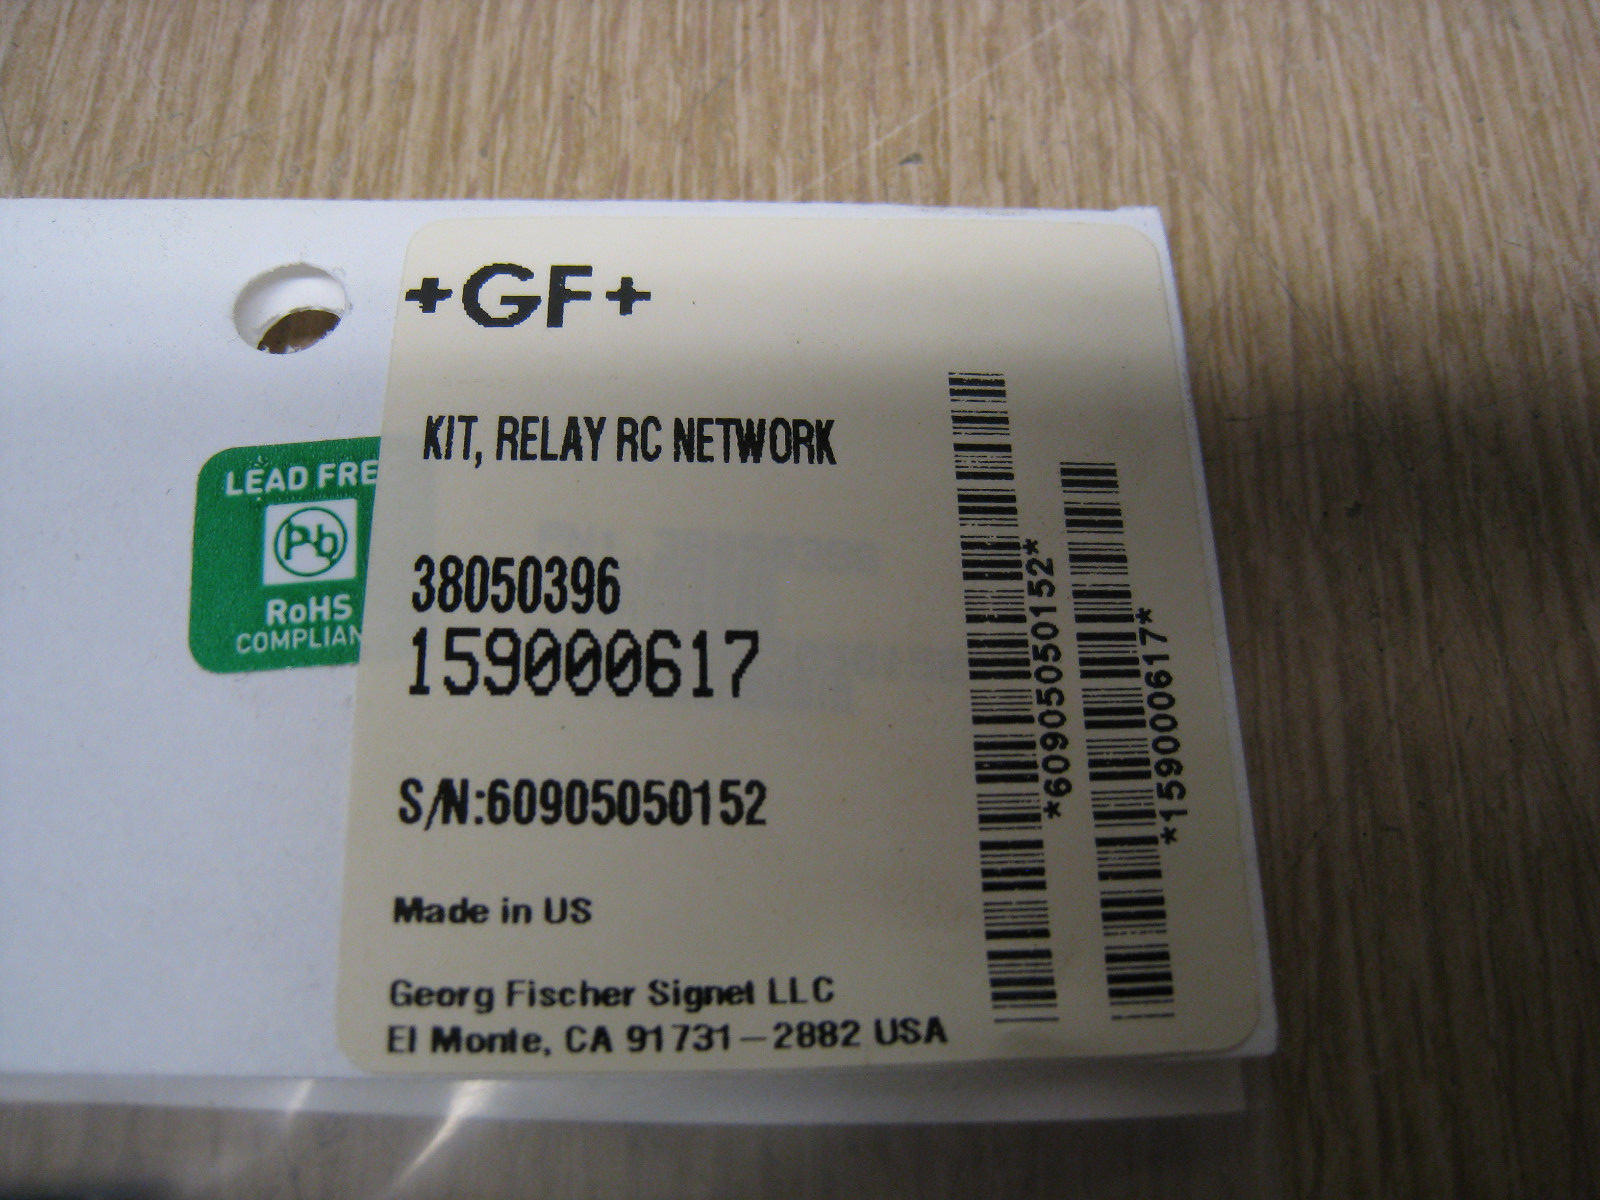 +GF+
KIT, RELAY RC NETWORK
38050396
159000617
S/N:60905050152
Made in US
Georg Fischer Signet LLC
El Monte, CA 91731-2882 USA
*60905050152*
*159000617*
LEAD FRE
Pb
RoHS
COMPLIAN